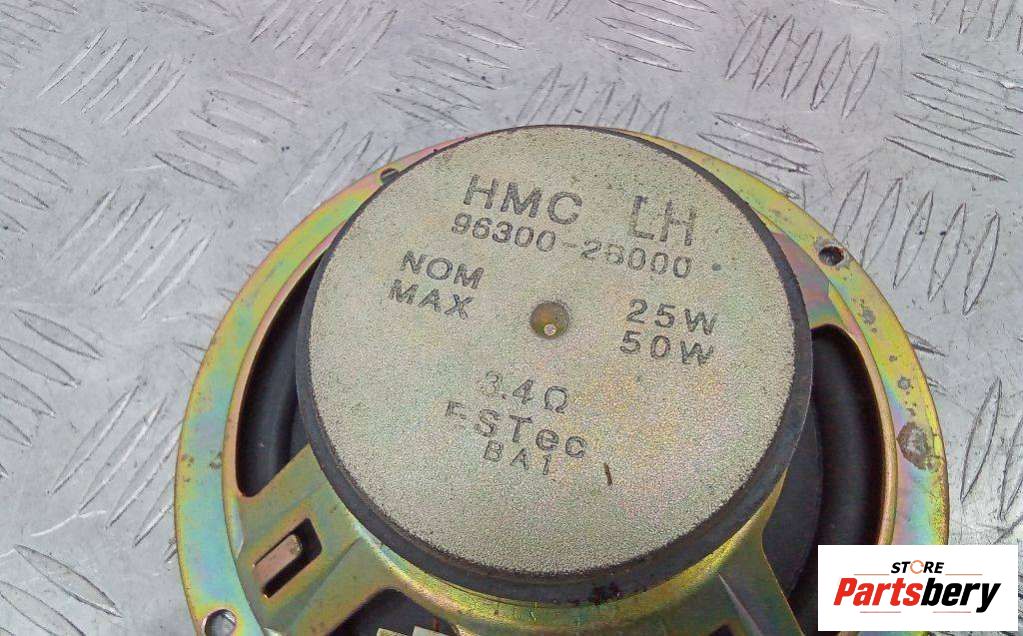 HMC LH
96300-26000
NOM 25W
MAX 50W
3.4Ω
ESTec
BA1
STORE
Partsbery